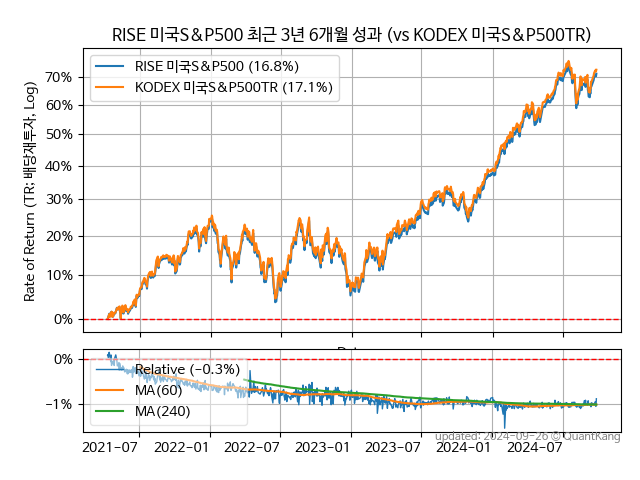 RISE 미국S&P500 최근 3년 6개월 성과 (vs KODEX 미국S&P500TR)
RISE 미국S&P500 (16.8%)
KODEX 미국S&P500TR (17.1%)
Rate of Return (TR: 배당재투자, Log)
70%
60%
50%
40%
30%
20%
10%
0%
0%
−1%
Relative (−0.3%)
MA(60)
MA(240)
updated: 2024-09-26 © QuantKang
2021-07 2022-01 2022-07 2023-01 2023-07 2024-01 2024-07